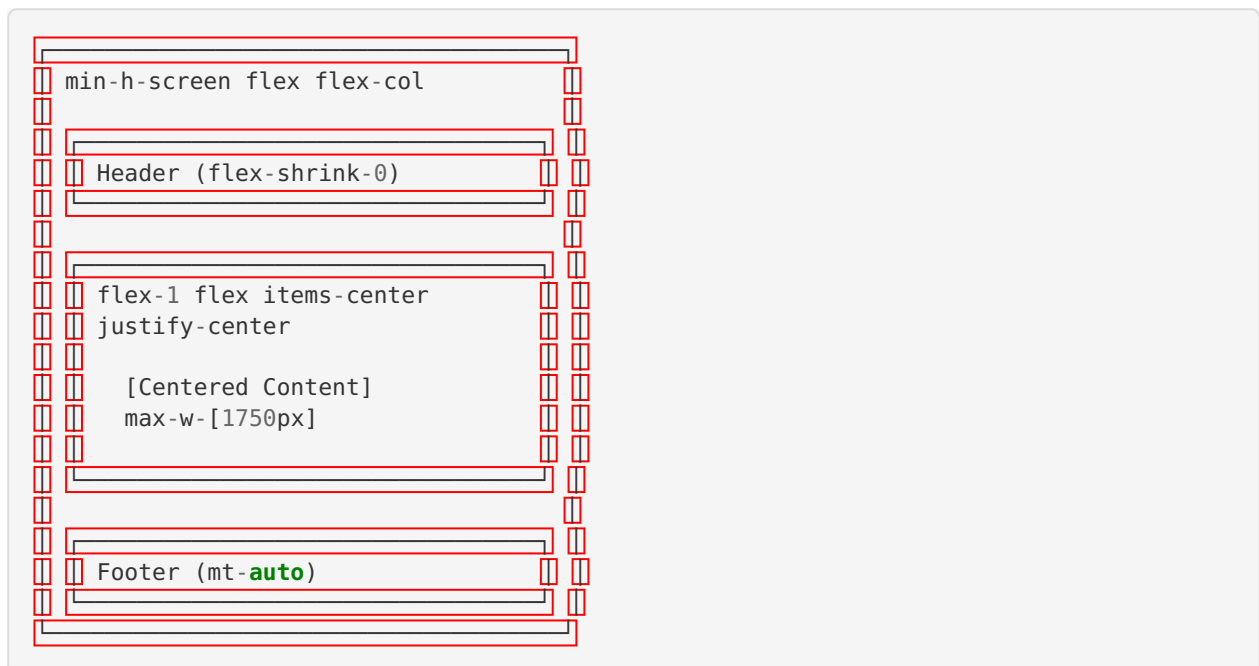 min-h-screen flex flex-col
Header (flex-shrink-0)
flex-1 flex items-center
justify-center
[Centered Content]
max-w-[1750px]
Footer (mt-auto)